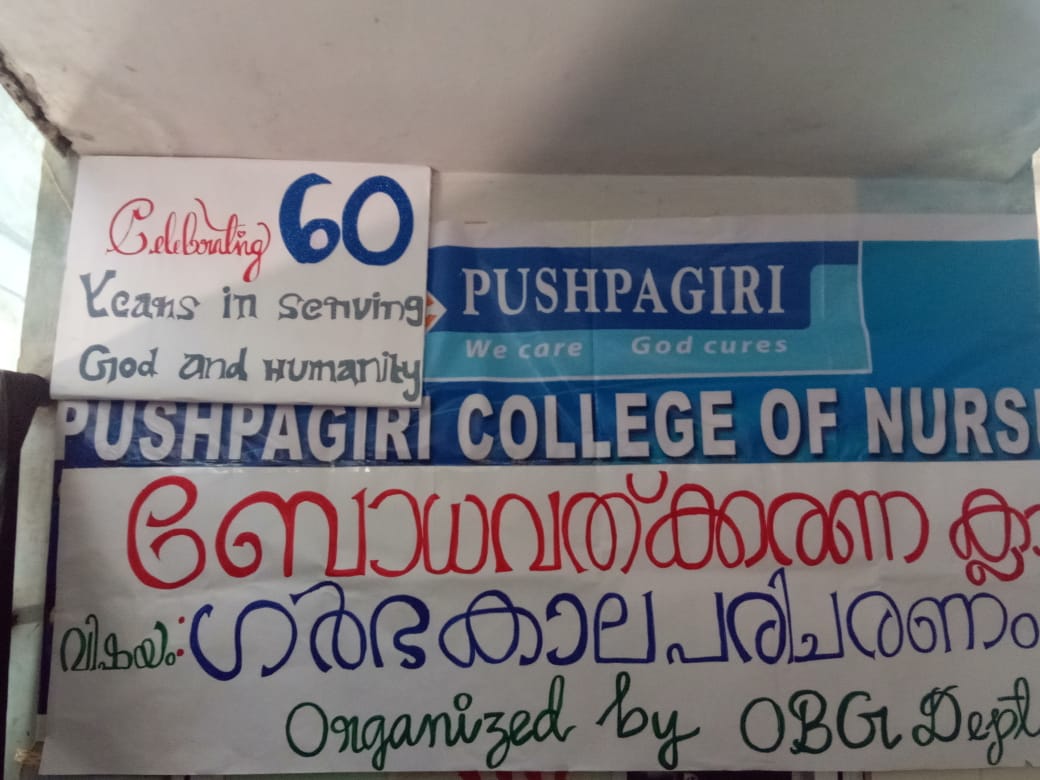 Celebrating 60
Years in serving
God and Humanity
PUSHPAGIRI
We care God cures
PUSHPAGIRI COLLEGE OF NURSI
ബോധവത്ക്കരണ ക്ലാ
വിഷയം: ഗർഭകാല പരിചരണം
Organized by OBG Dept